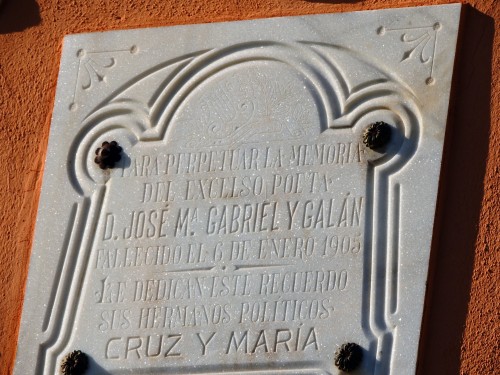 PARA PERPETUAR LA MEMORIA
DEL EXCELSO POETA
D. JOSÉ Mª. GABRIEL Y GALÁN
FALLECIDO EL 6 DE ENERO 1905
LE DEDICAN ESTE RECUERDO
SUS HERMANOS POLÍTICOS
CRUZ Y MARÍA